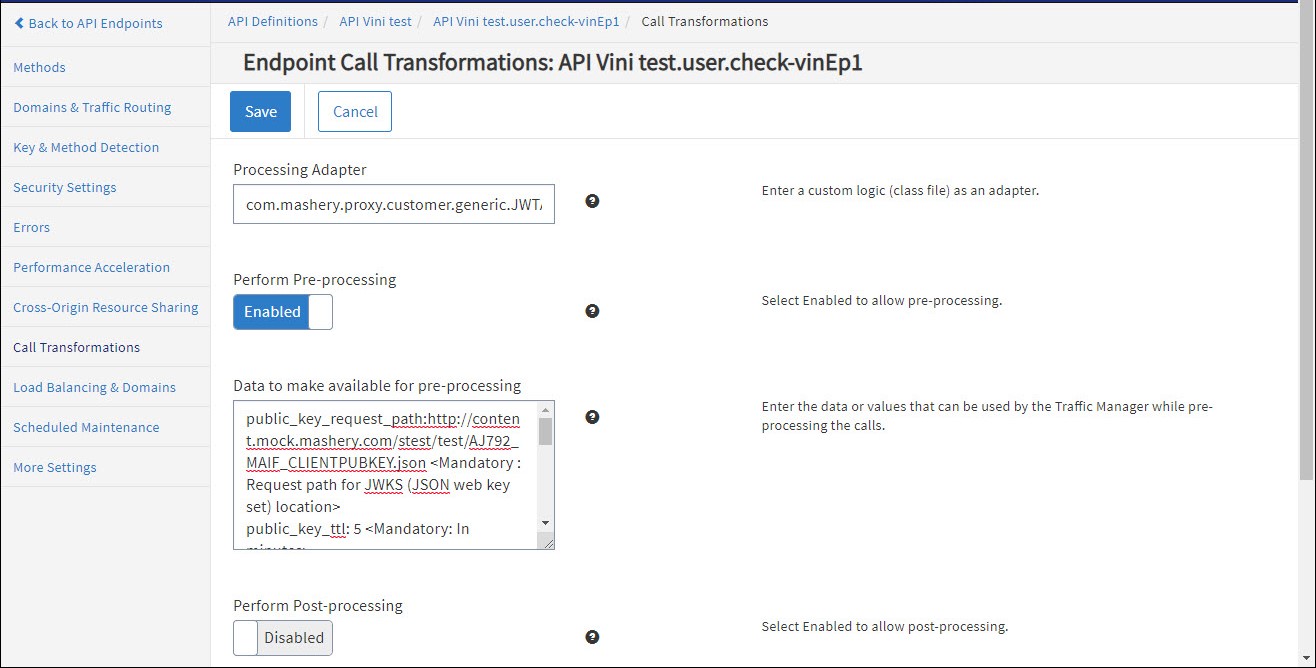 Back to API Endpoints
API Definitions / API Vini test / API Vini test.user.check-vinEp1 / Call Transformations
Methods
Domains & Traffic Routing
Key & Method Detection
Security Settings
Errors
Performance Acceleration
Cross-Origin Resource Sharing
Call Transformations
Load Balancing & Domains
Scheduled Maintenance
More Settings
Endpoint Call Transformations: API Vini test.user.check-vinEp1
Save
Cancel
Processing Adapter
com.mashery.proxy.customer.generic.JWT
Enter a custom logic (class file) as an adapter.
Perform Pre-processing
Enabled
Select Enabled to allow pre-processing.
Data to make available for pre-processing
public_key_request_path:http://conten
t.mock.mashery.com/stest/test/AJ792_
MAIF_CLIENTPUBKEY.json <Mandatory :
Request path for JWKS (JSON web key
set) location>
public_key_ttl: 5 <Mandatory: In
Enter the data or values that can be used by the Traffic Manager while pre-
processing the calls.
Perform Post-processing
Disabled
Select Enabled to allow post-processing.